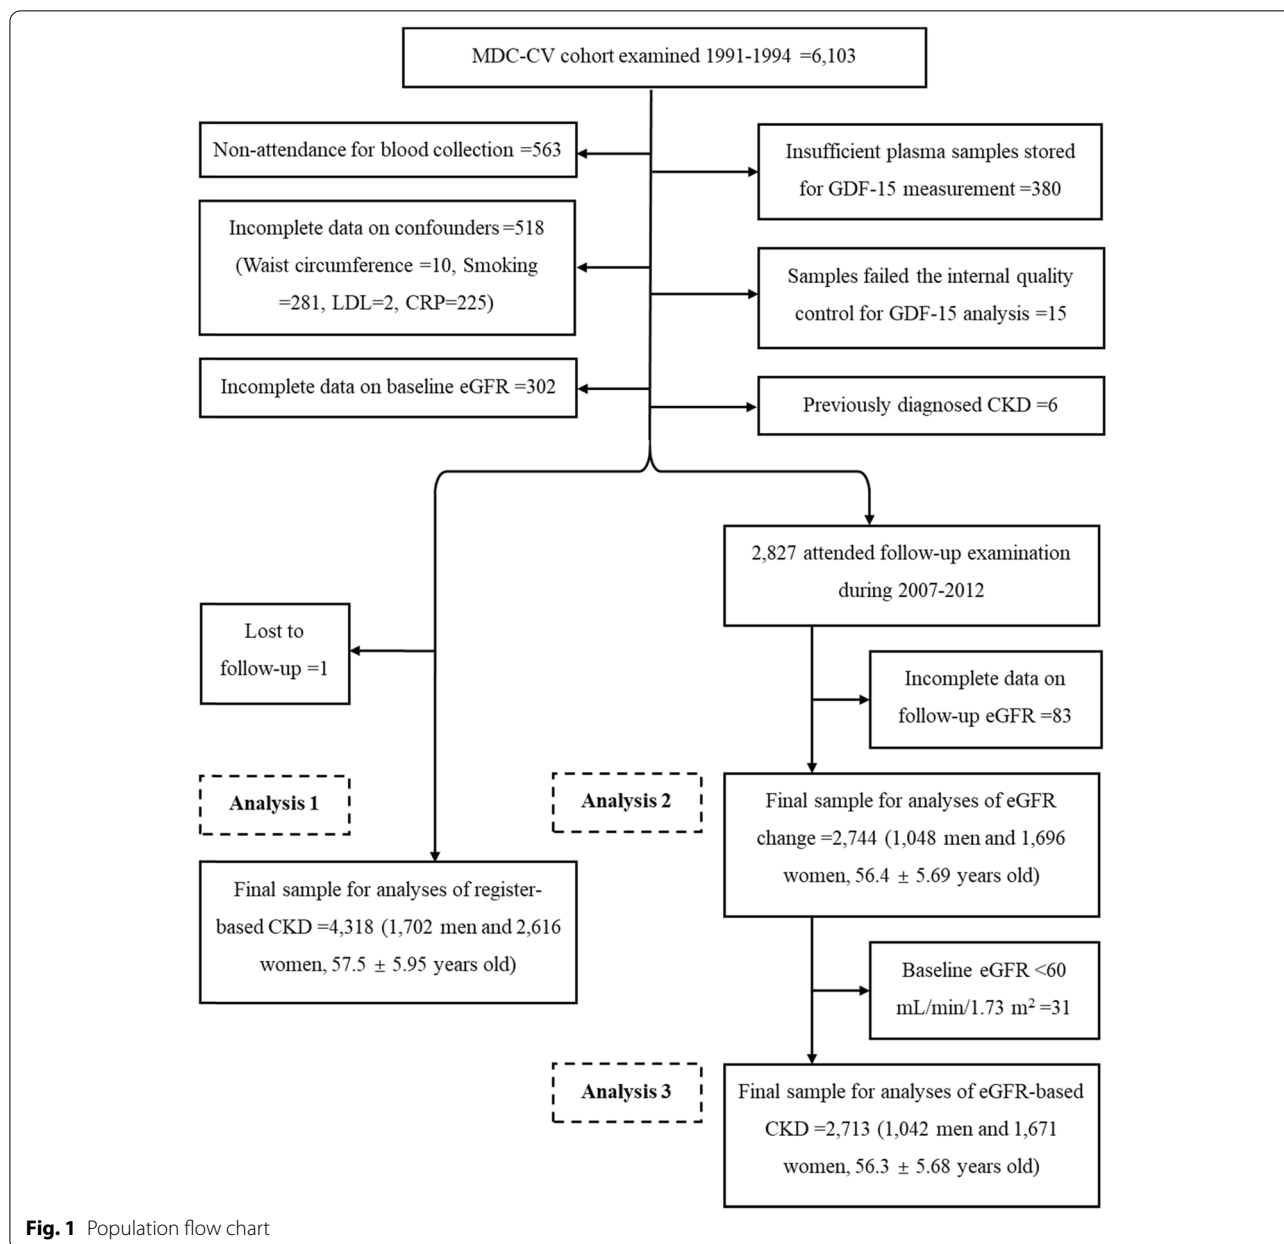 MDC-CV cohort examined 1991-1994 =6,103
Non-attendance for blood collection =563
Insufficient plasma samples stored
for GDF-15 measurement =380
Incomplete data on confounders =518
(Waist circumference =10, Smoking
=281, LDL=2, CRP=225)
Samples failed the internal quality
control for GDF-15 analysis =15
Incomplete data on baseline eGFR =302
Previously diagnosed CKD =6
2,827 attended follow-up examination
during 2007-2012
Lost to
follow-up =1
Incomplete data on
follow-up eGFR =83
Analysis 1
Final sample for analyses of register-
based CKD =4,318 (1,702 men and 2,616
women, 57.5 ± 5.95 years old)
Analysis 2
Final sample for analyses of eGFR
change =2,744 (1,048 men and 1,696
women, 56.4 ± 5.69 years old)
Baseline eGFR <60
mL/min/1.73 m² =31
Analysis 3
Final sample for analyses of eGFR-based
CKD =2,713 (1,042 men and 1,671
women, 56.3 ± 5.68 years old)
Fig. 1 Population flow chart